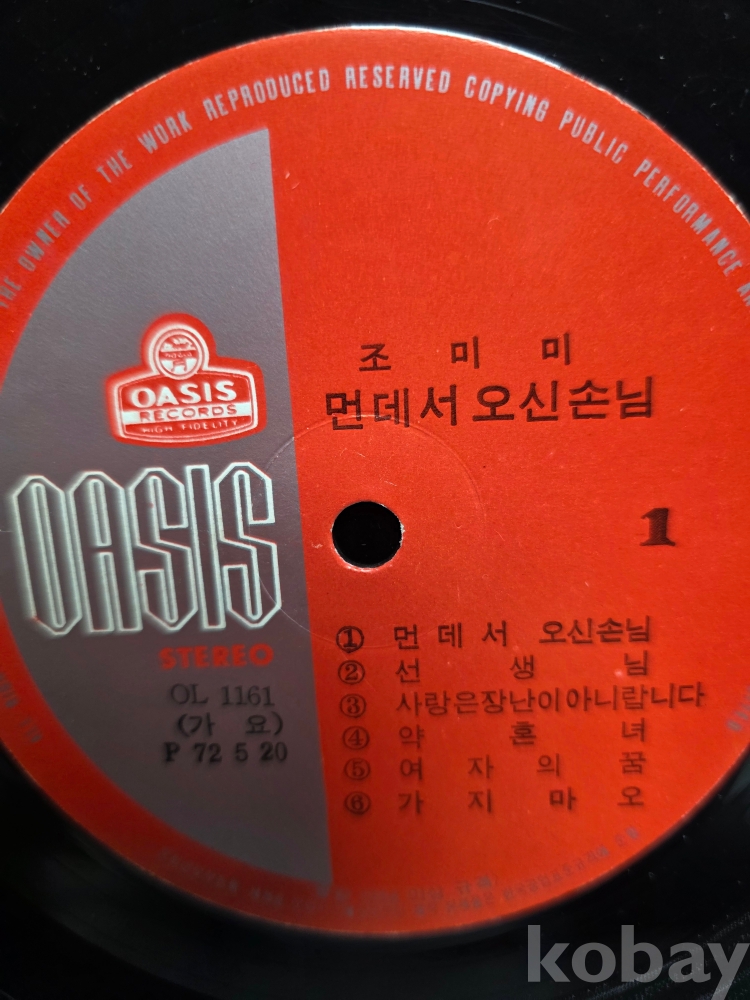 THE OWNER OF THE WORK REPRODUCED RESERVED COPYING PUBLIC PERFORMANCE
조 미 미
먼데서 오신손님
OASIS
RECORDS
HIGH FIDELITY
OASIS
1
STEREO
OL 1161
(가 요)
P 72 5 20
① 먼 데 서 오신손님
② 선 생 님
③ 사랑은장난이아니랍니다
④ 약 혼 녀
⑤ 여 자 의 꿈
⑥ 가 지 마 오
kobay